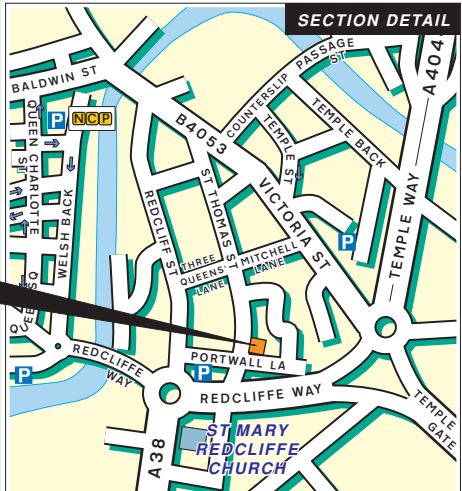 SECTION DETAIL
BALDWIN ST
P
NCP
QUEEN CHARLOTTE
ST
WELSH BACK
B4053
VICTORIA ST
COUNTERSLIP
PASSAGE
ST
TEMPLE BACK
TEMPLE ST
A404
TEMPLE WAY
P
REDCLIFF ST
ST THOMAS ST
THREE
QUEENS'
LANE
MITCHELL
LANE
REDCLIFFE
WAY
PORTWALL LA
P
P
REDCLIFFE WAY
TEMPLE
GATE
A38
ST MARY
REDCLIFFE
CHURCH